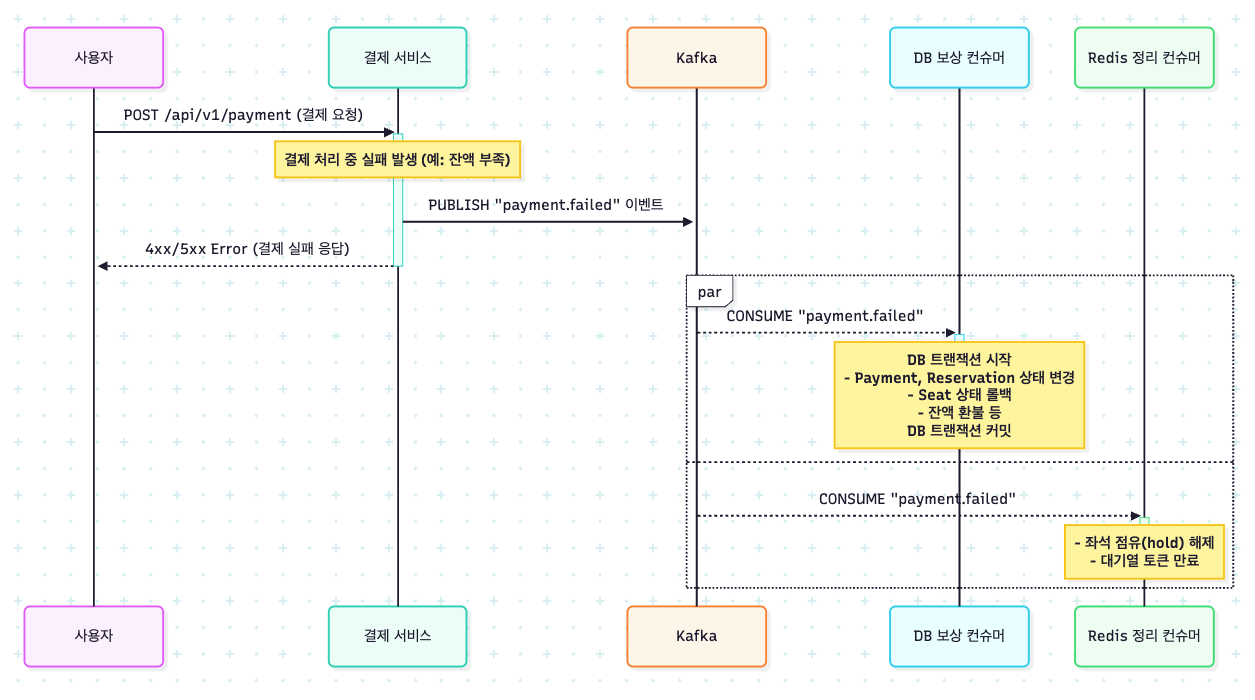 사용자
결제 서비스
Kafka
DB 보상 컨슈머
Redis 정리 컨슈머
POST /api/v1/payment (결제 요청)
결제 처리 중 실패 발생 (예: 잔액 부족)
PUBLISH "payment.failed" 이벤트
4xx/5xx Error (결제 실패 응답)
par
CONSUME "payment.failed"
DB 트랜잭션 시작
- Payment, Reservation 상태 변경
- Seat 상태 롤백
- 잔액 환불 등
DB 트랜잭션 커밋
CONSUME "payment.failed"
- 좌석 점유(hold) 해제
- 대기열 토큰 만료
사용자
결제 서비스
Kafka
DB 보상 컨슈머
Redis 정리 컨슈머